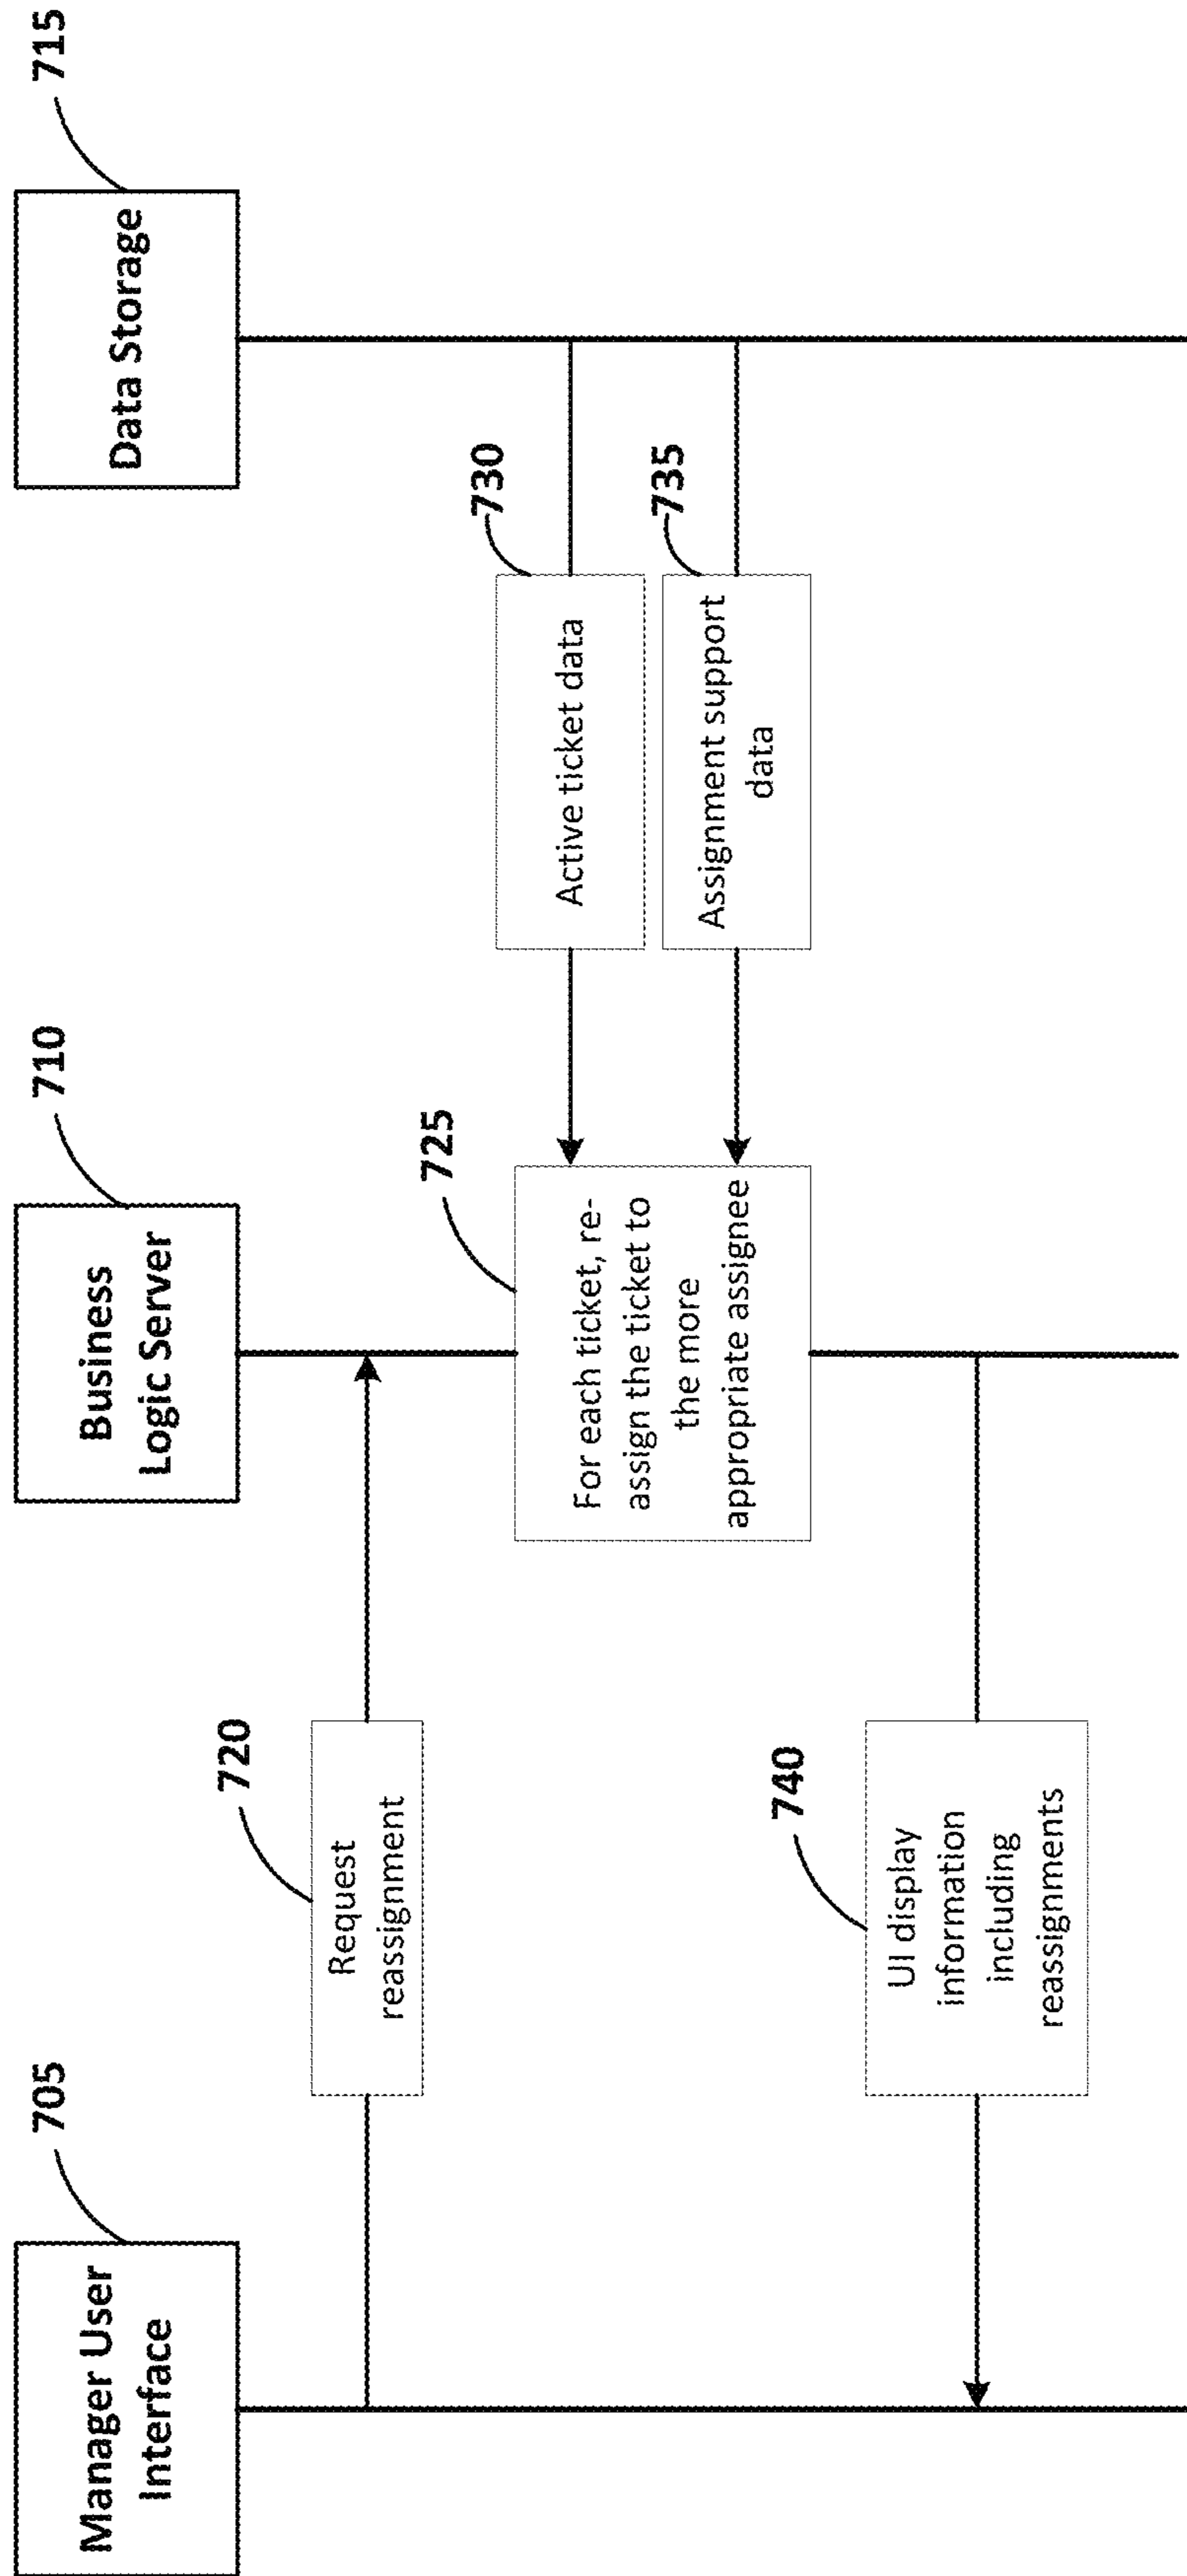 Manager User
Interface
705
Business
Logic Server
710
Data Storage
715
720
Request
reassignment
725
For each ticket, re-
assign the ticket to
the more
appropriate assignee
730
Active ticket data
735
Assignment support
data
740
UI display
information
including
reassignments